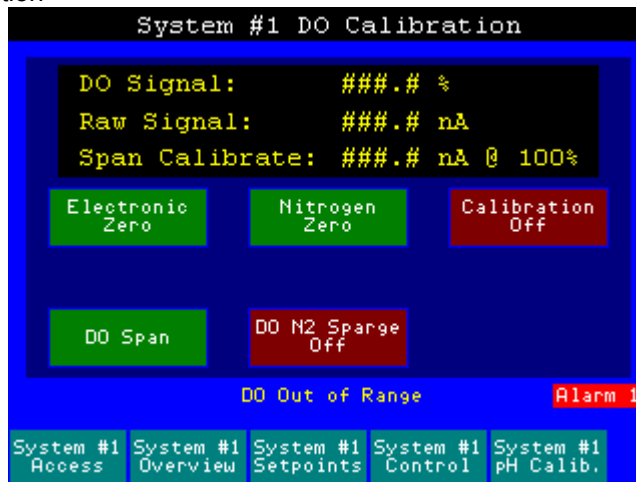 tion
System #1 DO Calibration
DO Signal: ###.# %
Raw Signal: ###.# nA
Span Calibrate: ###.# nA @ 100%
Electronic
Zero
Nitrogen
Zero
Calibration
Off
DO Span
DO N2 Sparge
Off
DO Out of Range
Alarm 1
System #1
Access
System #1
Overview
System #1
Setpoints
System #1
Control
System #1
pH Calib.